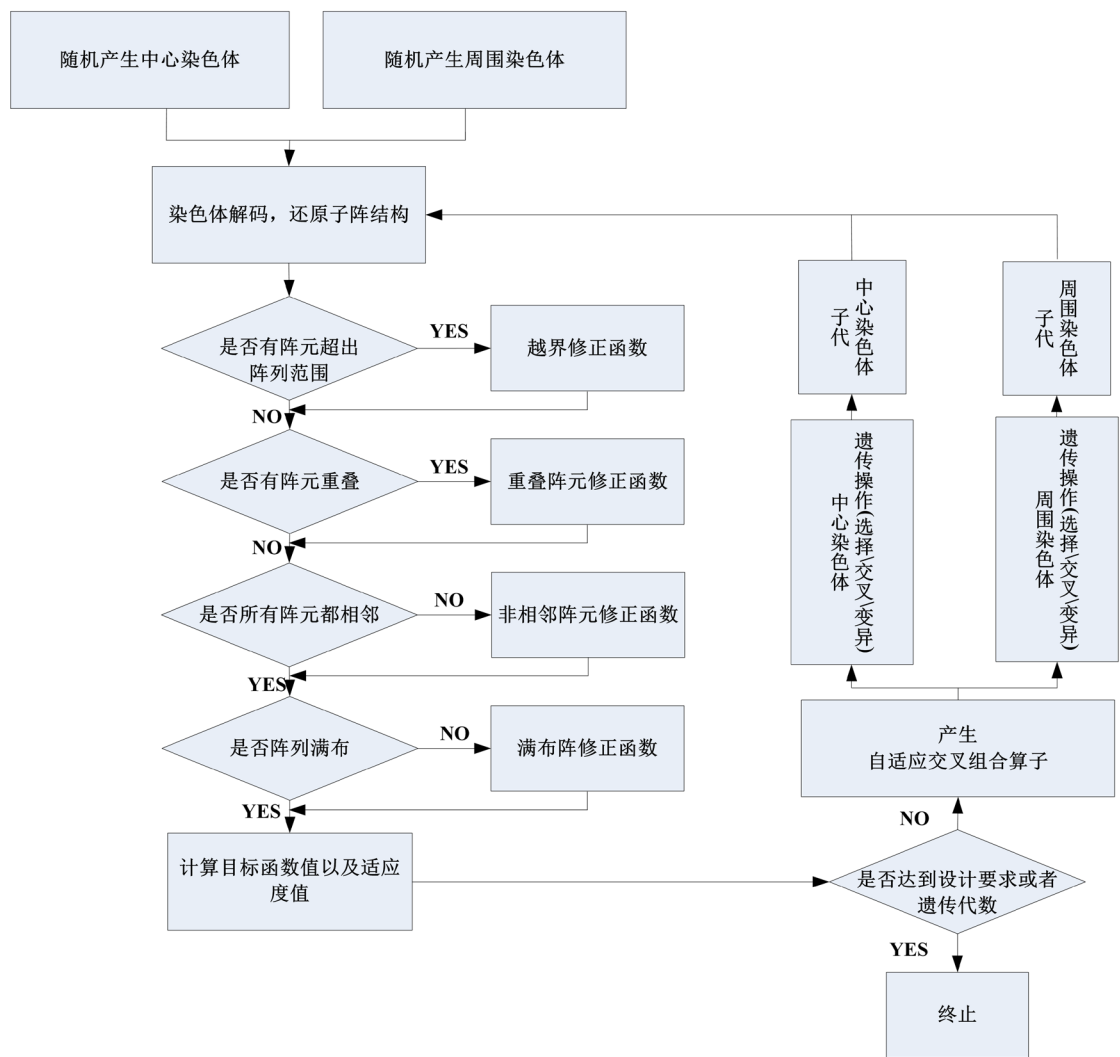 随机产生中心染色体
随机产生周围染色体
染色体解码，还原子阵结构
是否有阵元超出
阵列范围
YES
越界修正函数
NO
是否有阵元重叠
YES
重叠阵元修正函数
NO
是否所有阵元都相邻
NO
非相邻阵元修正函数
YES
是否阵列满布
NO
满布阵修正函数
YES
计算目标函数值以及适应
度值
是否达到设计要求或者
遗传代数
YES
终止
NO
产生
自适应交叉组合算子
遗传操作(选择\交叉\变异)
中心染色体
遗传操作(选择\交叉\变异)
周围染色体
中心染色体
子代
周围染色体
子代